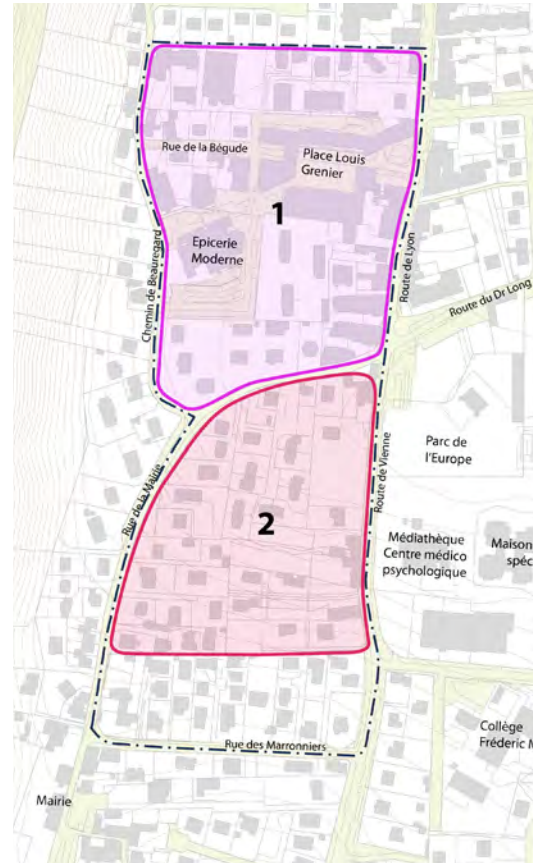 Rue de la Bégude
Place Louis
Grenier
1
Epicerie
Moderne
Chemin de Beauregard
Route de Lyon
Route du Dr Long
Parc de
l'Europe
Rue de la Mairie
Route de Vienne
2
Médiathèque
Centre médico
psychologique
Maison
spéc
Rue des Marronniers
Collège
Fréderic M
Mairie